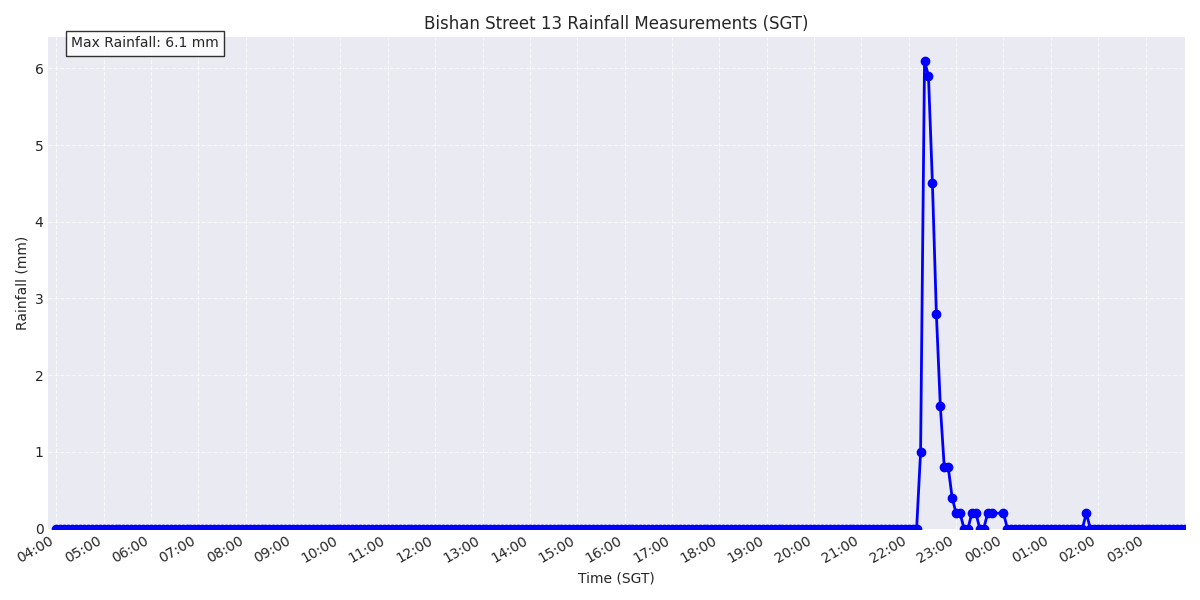 Bishan Street 13 Rainfall Measurements (SGT)
Max Rainfall: 6.1 mm
6
5
4
3
2
1
0
Rainfall (mm)
04:00 05:00 06:00 07:00 08:00 09:00 10:00 11:00 12:00 13:00 14:00 15:00 16:00 17:00 18:00 19:00 20:00 21:00 22:00 23:00 00:00 01:00 02:00 03:00
Time (SGT)